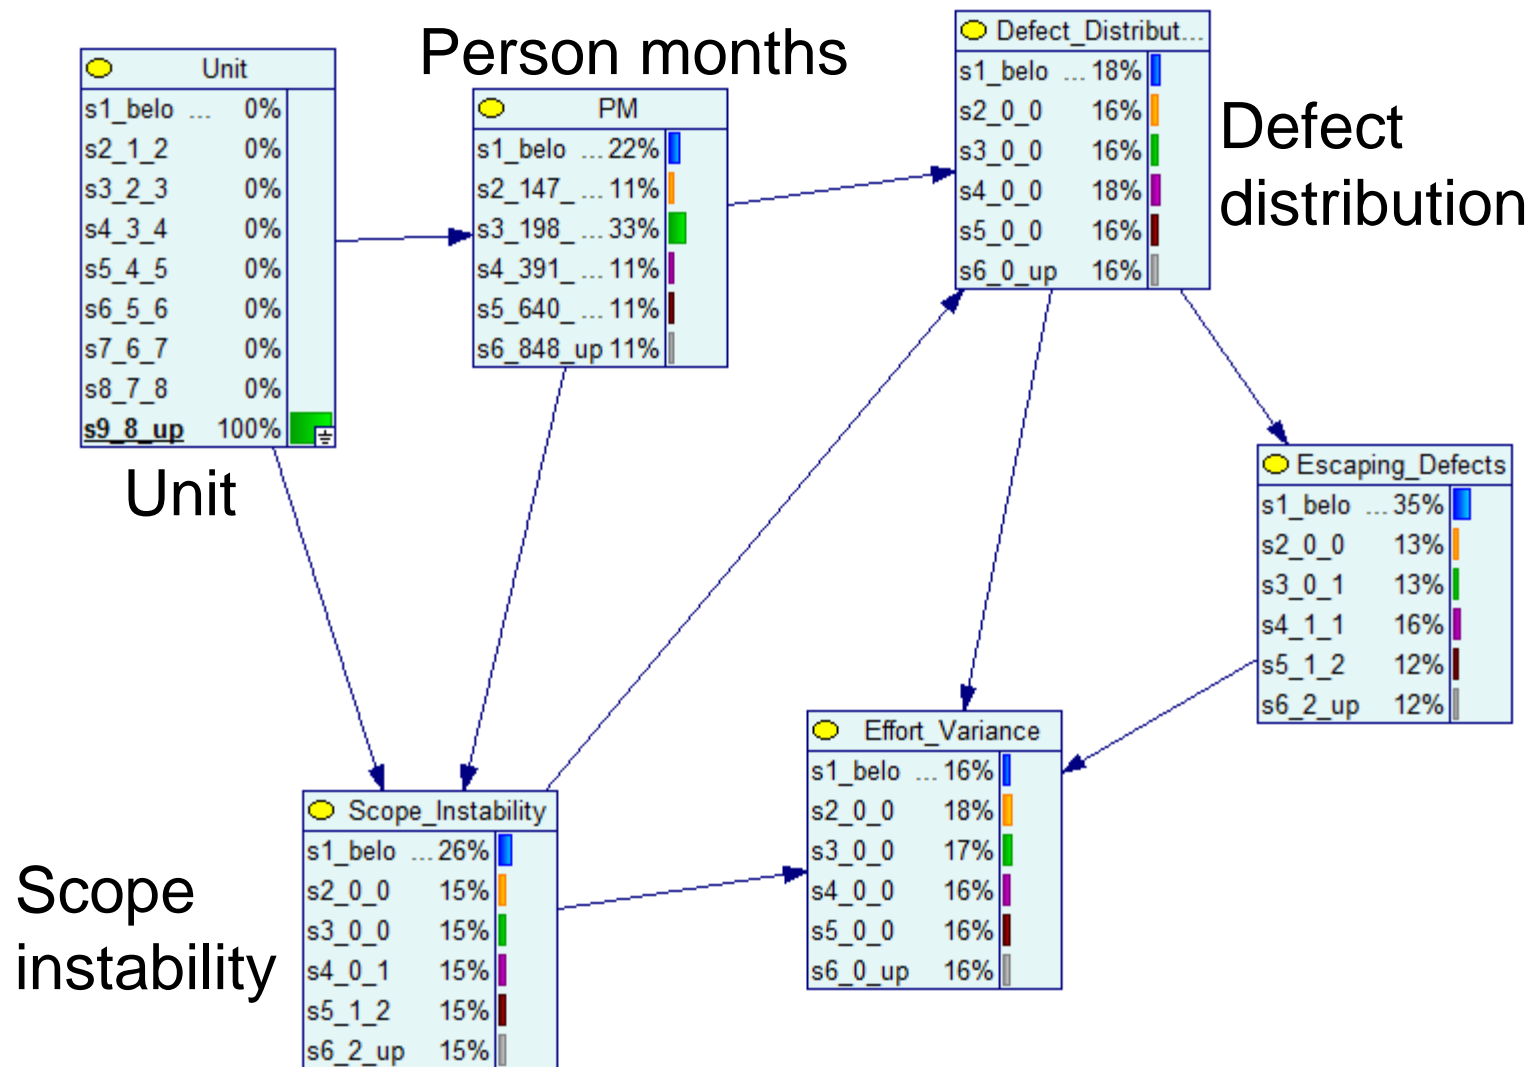 Unit
s1_belo ... 0%
s2_1_2 0%
s3_2_3 0%
s4_3_4 0%
s5_4_5 0%
s6_5_6 0%
s7_6_7 0%
s8_7_8 0%
s9_8_up 100%
Unit
Person months
PM
s1_belo ... 22%
s2_147_ ... 11%
s3_198_ ... 33%
s4_391_ ... 11%
s5_640_ ... 11%
s6_848_up 11%
Defect_Distribut...
s1_belo ... 18%
s2_0_0 16%
s3_0_0 16%
s4_0_0 18%
s5_0_0 16%
s6_0_up 16%
Defect
distribution
Escaping_Defects
s1_belo ... 35%
s2_0_0 13%
s3_0_1 13%
s4_1_1 16%
s5_1_2 12%
s6_2_up 12%
Effort_Variance
s1_belo ... 16%
s2_0_0 18%
s3_0_0 17%
s4_0_0 16%
s5_0_0 16%
s6_0_up 16%
Scope_Instability
s1_belo ... 26%
s2_0_0 15%
s3_0_0 15%
s4_0_1 15%
s5_1_2 15%
s6_2_up 15%
Scope
instability